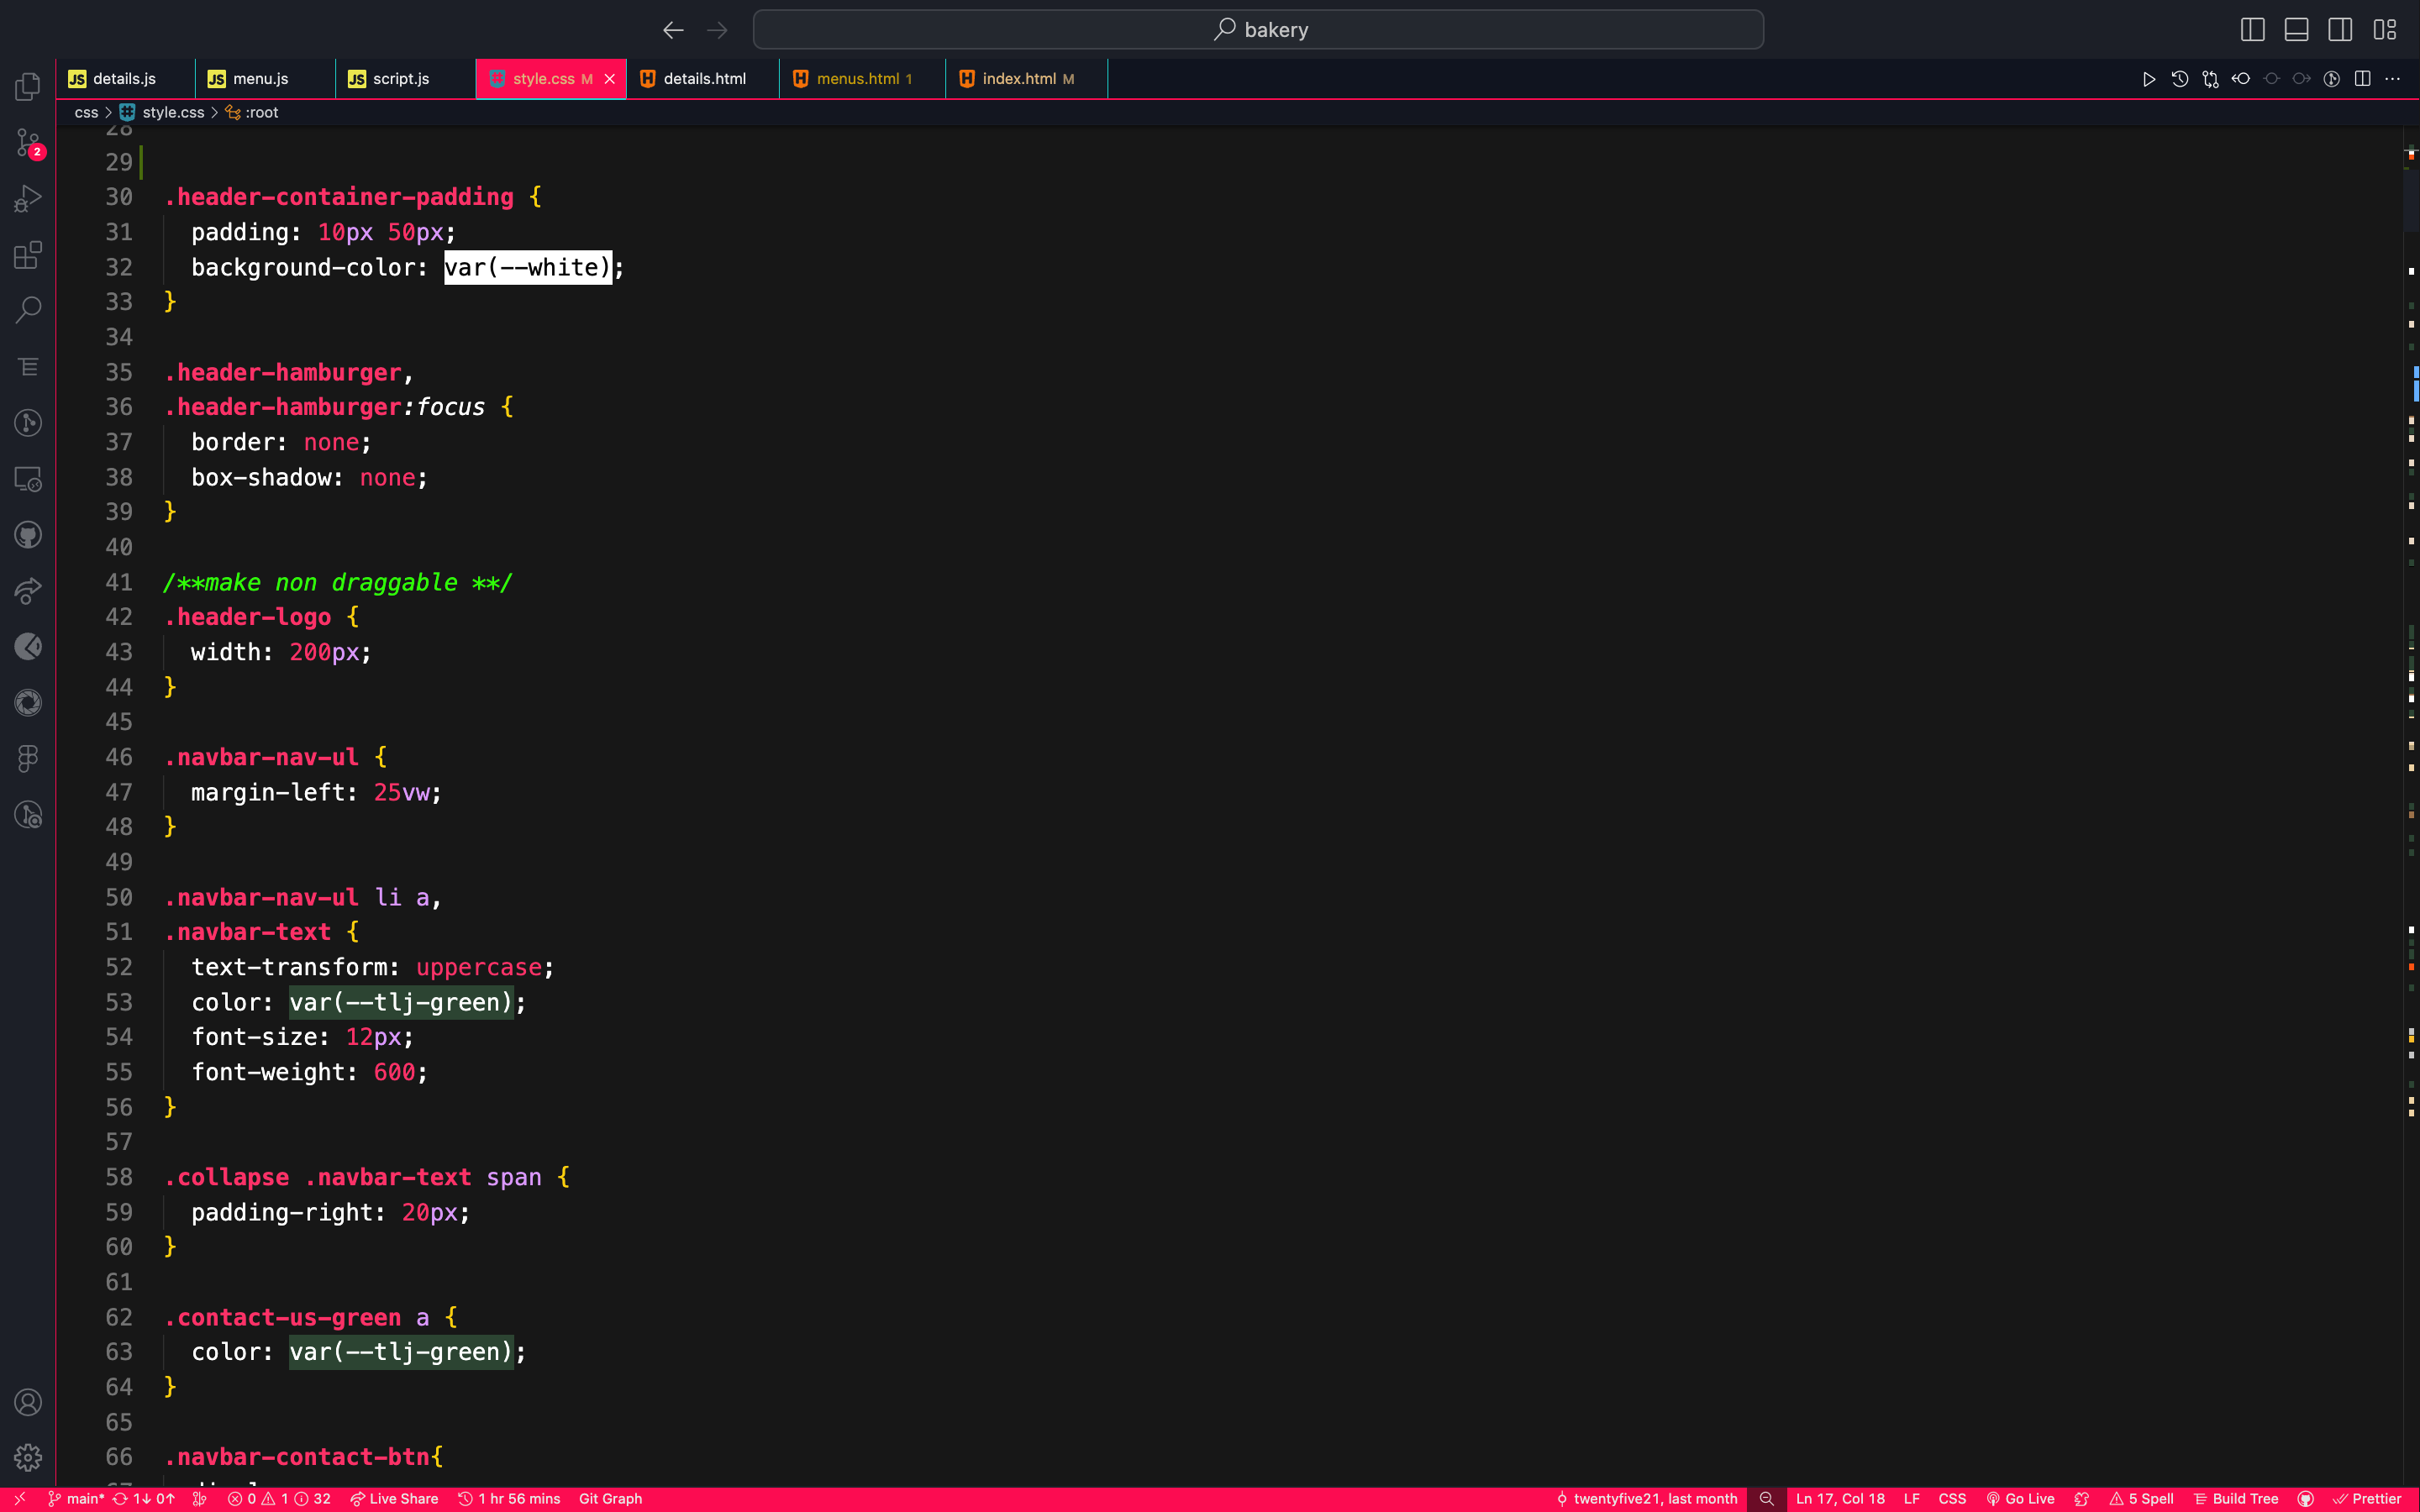 bakery
details.js
menu.js
script.js
style.css M
details.html
menus.html 1
index.html M
css > style.css > :root
28
29
30 .header-container-padding {
31 padding: 10px 50px;
32 background-color: var(--white);
33 }
34
35 .header-hamburger,
36 .header-hamburger:focus {
37 border: none;
38 box-shadow: none;
39 }
40
41 /**make non draggable **/
42 .header-logo {
43 width: 200px;
44 }
45
46 .navbar-nav-ul {
47 margin-left: 25vw;
48 }
49
50 .navbar-nav-ul li a,
51 .navbar-text {
52 text-transform: uppercase;
53 color: var(--tlj-green);
54 font-size: 12px;
55 font-weight: 600;
56 }
57
58 .collapse .navbar-text span {
59 padding-right: 20px;
60 }
61
62 .contact-us-green a {
63 color: var(--tlj-green);
64 }
65
66 .navbar-contact-btn{
2
main* 1↓ 0↑ 0 1 32 Live Share 1 hr 56 mins Git Graph twentyfive21, last month Ln 17, Col 18 LF CSS Go Live 5 Spell Build Tree Prettier